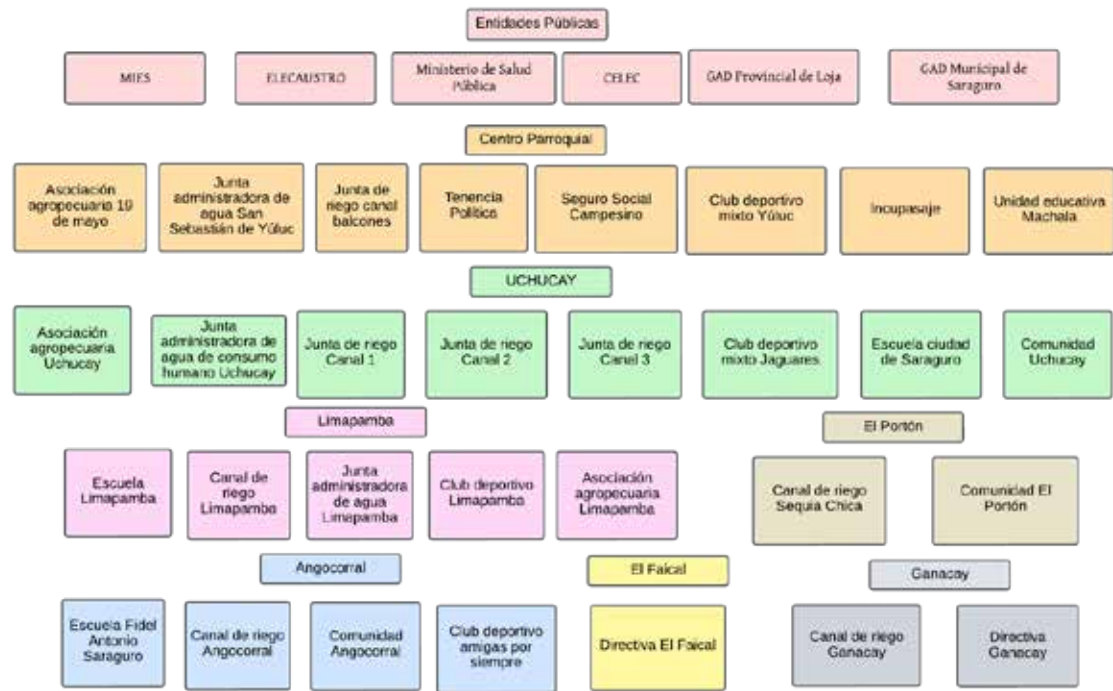 Entidades Públicas
MIES
ELECAUSTRO
Ministerio de Salud
Pública
CELEC
GAD Provincial de Loja
GAD Municipal de
Saraguro
Centro Parroquial
Asociación
agropecuaria 19
de mayo
Junta
administradora de
agua San
Sebastián de Yúluc
Junta de
riego canal
balcones
Tenencia
Política
Seguro Social
Campesino
Club deportivo
mixto Yúluc
Incupasaje
Unidad educativa
Machala
UCHUCAY
Asociación
agropecuaria
Uchucay
Junta
administradora de
agua de consumo
humano Uchucay
Junta de riego
Canal 1
Junta de riego
Canal 2
Junta de riego
Canal 3
Club deportivo
mixto Jaguares
Escuela ciudad
de Saraguro
Comunidad
Uchucay
Limapamba
Escuela
Limapamba
Canal de
riego
Limapamba
Junta
administradora
de agua
Limapamba
Club deportivo
Limapamba
Asociación
agropecuaria
Limapamba
El Portón
Canal de riego
Sequia Chica
Comunidad El
Portón
Angocorral
Escuela Fidel
Antonio
Saraguro
Canal de riego
Angocorral
Comunidad
Angocorral
Club deportivo
amigas por
siempre
El Faical
Directiva El Faical
Ganacay
Canal de riego
Ganacay
Directiva
Ganacay